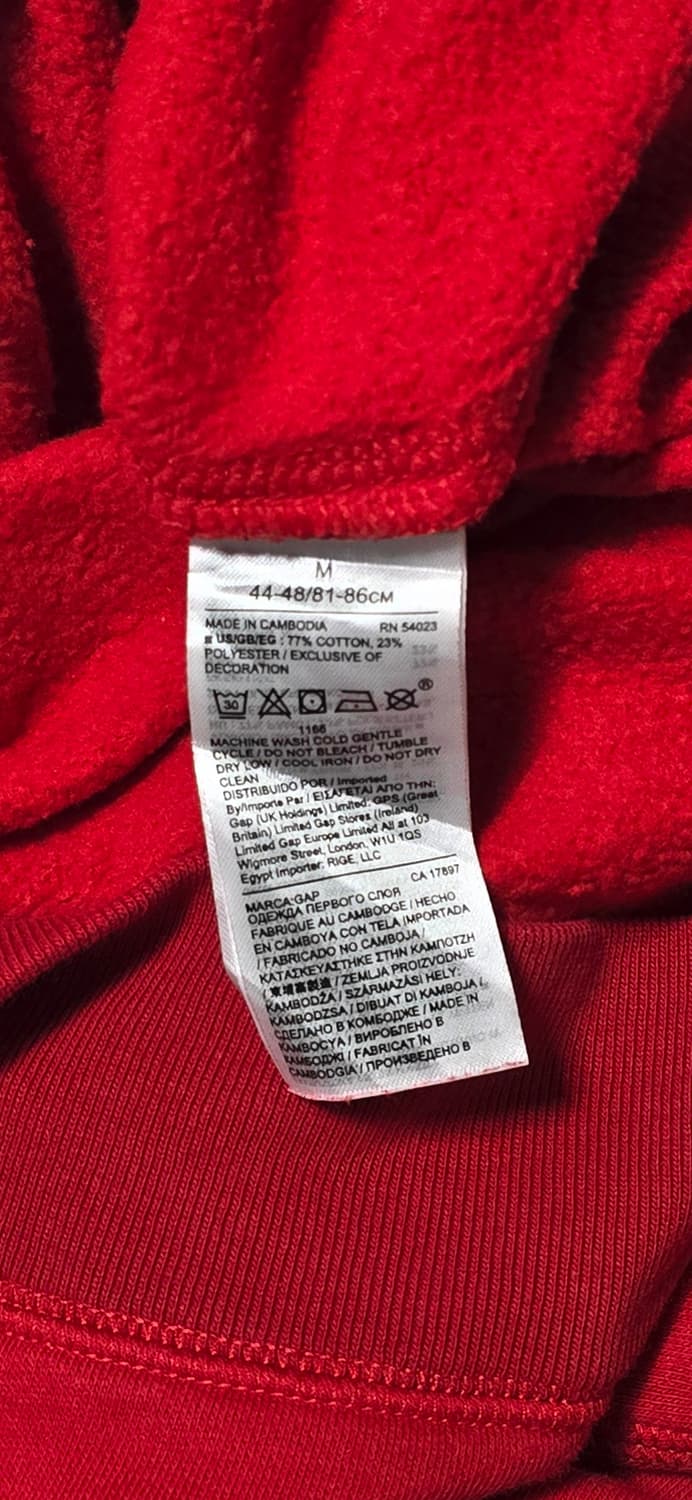 M
44-48/81-86CM
MADE IN CAMBODIA RN 54023
US/GB/EG : 77% COTTON, 23%
POLYESTER / EXCLUSIVE OF
DECORATION
30 ®
1166
MACHINE WASH COLD GENTLE
CYCLE / DO NOT BLEACH / TUMBLE
DRY LOW / COOL IRON / DO NOT DRY
CLEAN
DISTRIBUIDO POR / Imported
By/Importe Par / ΕΙΣΑΓΕΤΑΙ ΑΠΟ ΤΗΝ:
Gap (UK Holdings) Limited: GPS (Great
Britain) Limited Gap Stores (Ireland)
Limited Gap Europe Limited All at 103
Wigmore Street, London, W1U 1QS
Egypt Importer: RIGE, LLC
MARCA:GAP CA 17897
ОДЕЖДА ПЕРВОГО СЛОЯ
FABRIQUE AU CAMBODGE / HECHO
EN CAMBOYA CON TELA IMPORTADA
/ FABRICADO NO CAMBOJA /
ΚΑΤΑΣΚΕΥΑΣΤΗΚΕ ΣΤΗΝ ΚΑΜΠΟΤΖΗ
/ 柬埔寨製造 / ZEMLJA PROIZVODNJE
KAMBODŽA / SZÁRMAZÁSI HELY:
KAMBODZSA / DIBUAT DI KAMBOJA /
СДЕЛАНО В КОМБОДЖЕ / MADE IN
KAMBOCYA / ВИРОБЛЕНО В
КАМБОДЖІ / FABRICAT ÎN
CAMBODGIA / ПРОИЗВЕДЕНО В